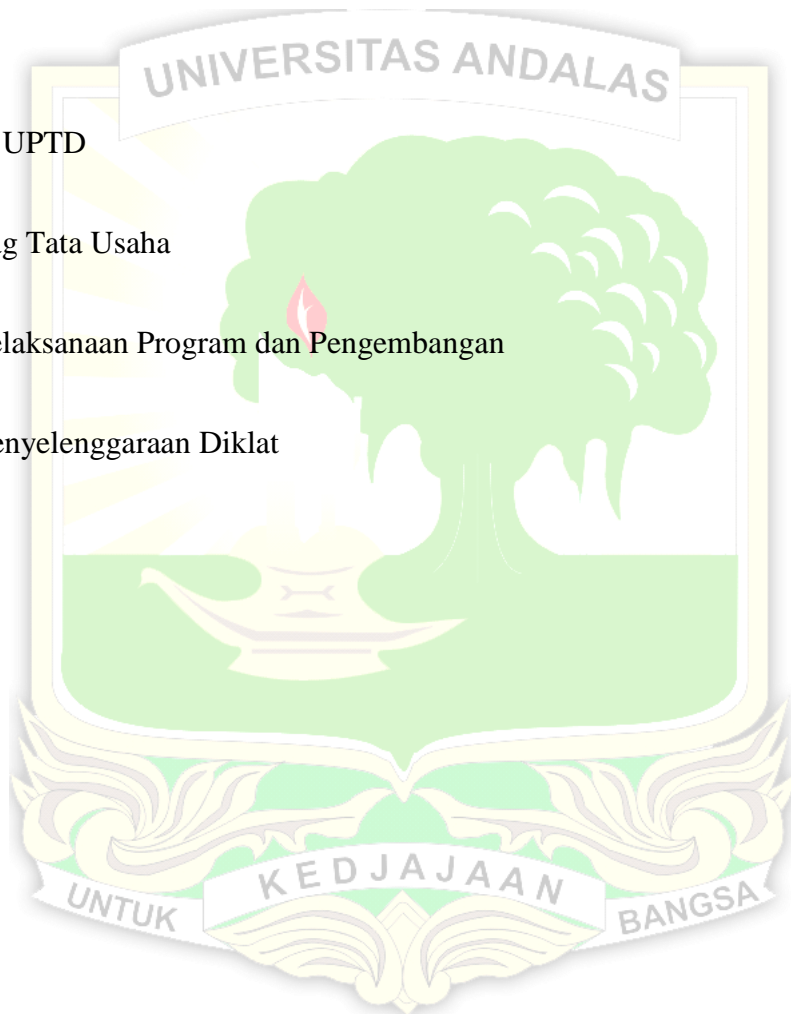 UNIVERSITAS ANDALAS
UPTD
g Tata Usaha
elaksanaan Program dan Pengembangan
enyelenggaraan Diklat
UNTUK KEDJAJAAN BANGSA